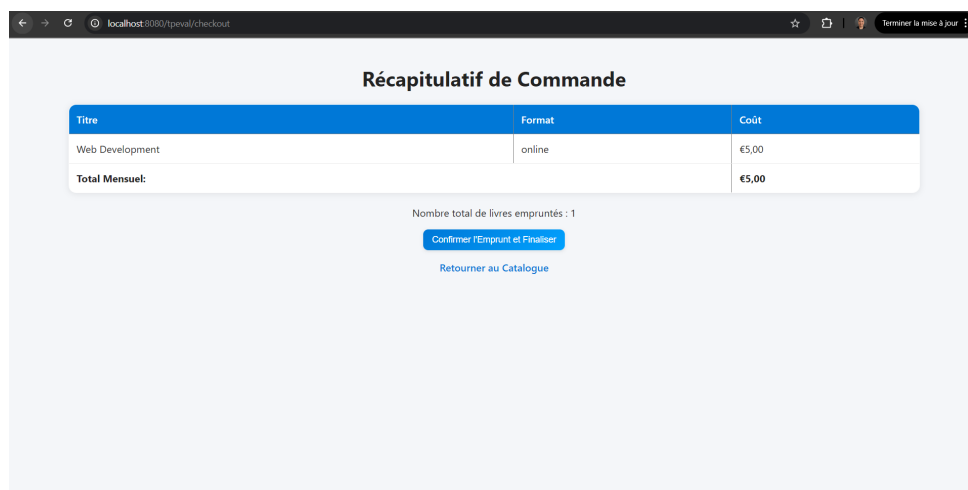 localhost:8080/tpeval/checkout
Terminer la mise à jour
Récapitulatif de Commande
Titre Format Coût
Web Development online €5,00
Total Mensuel: €5,00
Nombre total de livres empruntés : 1
Confirmer l'Emprunt et Finaliser
Retourner au Catalogue